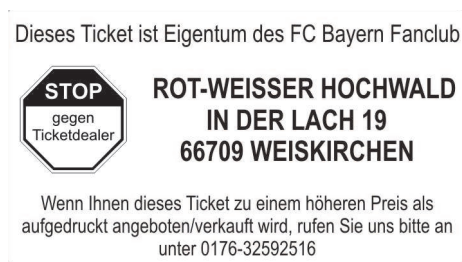 Dieses Ticket ist Eigentum des FC Bayern Fanclub
STOP
gegen
Ticketdealer
ROT-WEISSER HOCHWALD
IN DER LACH 19
66709 WEISKIRCHEN
Wenn Ihnen dieses Ticket zu einem höheren Preis als
aufgedruckt angeboten/verkauft wird, rufen Sie uns bitte an
unter 0176-32592516